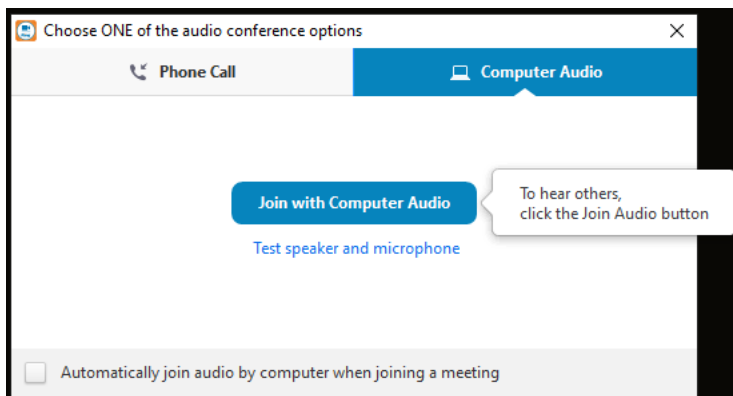 Choose ONE of the audio conference options
Phone Call
Computer Audio
Join with Computer Audio
To hear others,
click the Join Audio button
Test speaker and microphone
Automatically join audio by computer when joining a meeting